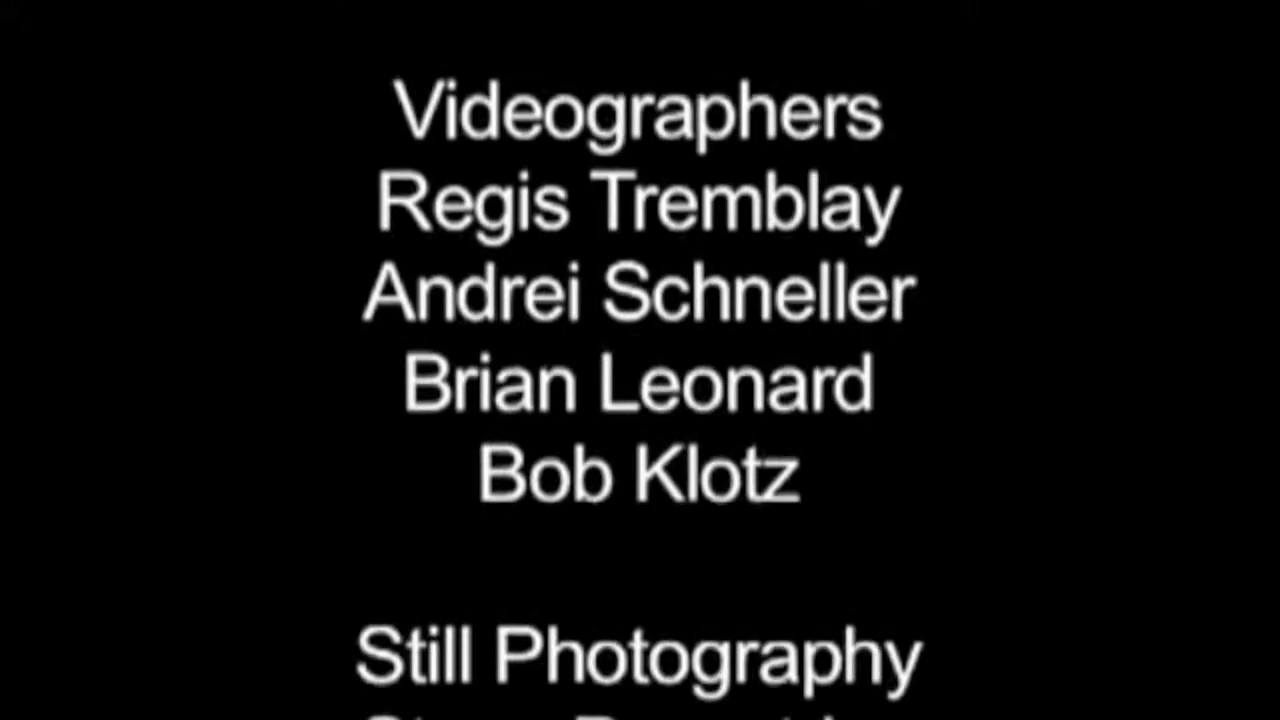 Videographers
Regis Tremblay
Andrei Schneller
Brian Leonard
Bob Klotz
Still Photography